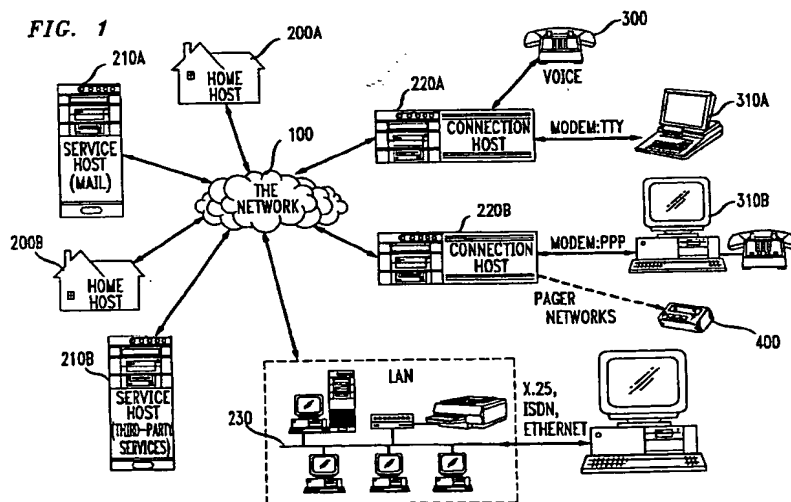 FIG. 1
210A
200A
300
HOME
HOST
220A
VOICE
310A
SERVICE
HOST
(MAIL)
100
CONNECTION
HOST
MODEM:TTY
THE
NETWORK
220B
310B
200B
HOME
HOST
CONNECTION
HOST
MODEM:PPP
PAGER
NETWORKS
400
210B
SERVICE
HOST
(THIRD-PARTY
SERVICES)
LAN
230
X.25,
ISDN,
ETHERNET